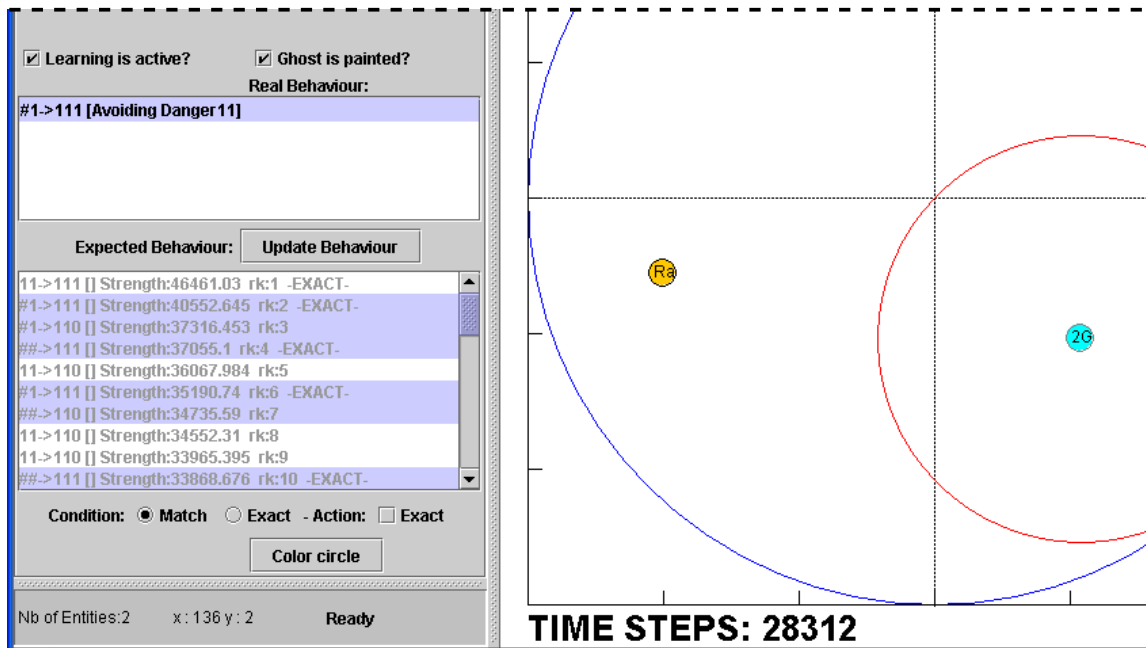 Learning is active? Ghost is painted?
Real Behaviour:
#1->111 [Avoiding Danger11]
Expected Behaviour: Update Behaviour
11->111 [] Strength:46461.03 rk:1 -EXACT-
#1->111 [] Strength:40552.645 rk:2 -EXACT-
#1->110 [] Strength:37316.453 rk:3
##->111 [] Strength:37055.1 rk:4 -EXACT-
11->110 [] Strength:36067.984 rk:5
#1->111 [] Strength:35190.74 rk:6 -EXACT-
##->110 [] Strength:34735.59 rk:7
11->110 [] Strength:34552.31 rk:8
11->110 [] Strength:33965.395 rk:9
##->111 [] Strength:33868.676 rk:10 -EXACT-
Condition: Match Exact - Action: Exact
Color circle
Nb of Entities:2 x : 136 y : 2 Ready
Ra
2G
TIME STEPS: 28312